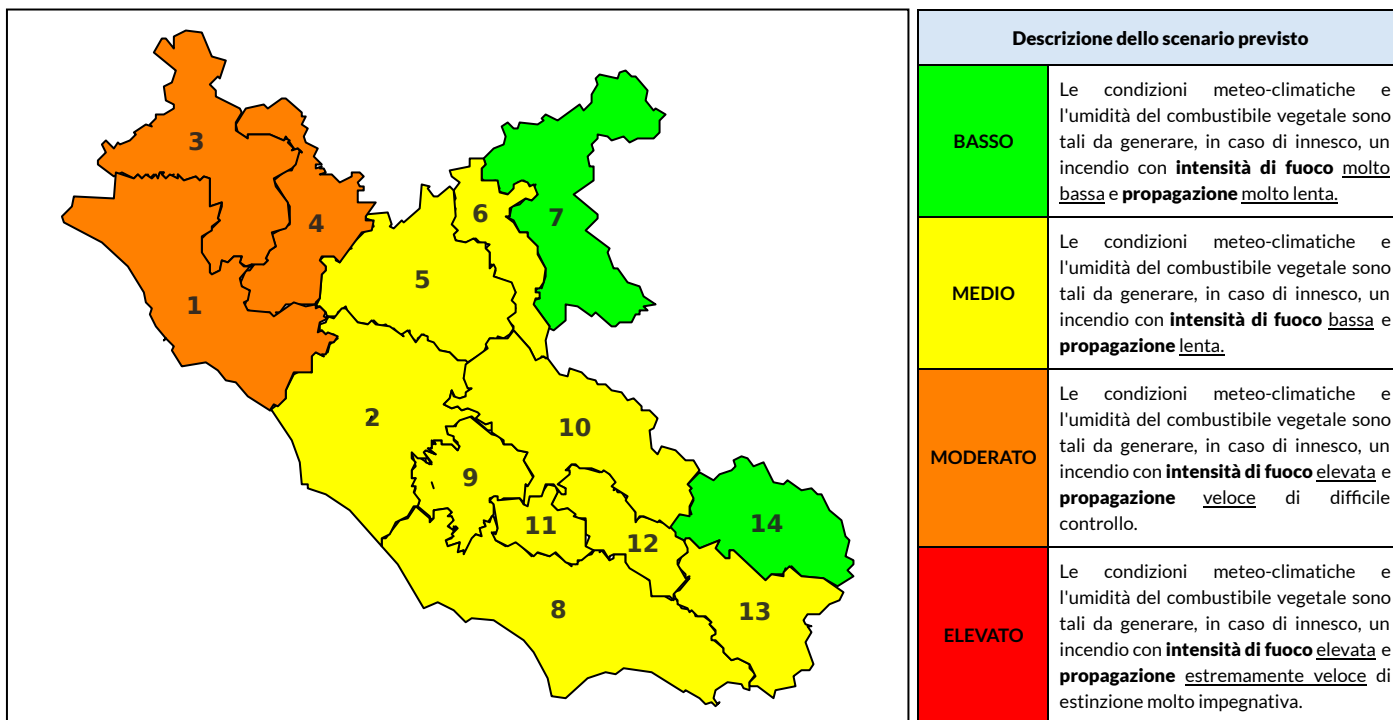 3
4
6
7
5
1
2
10
9
14
11
12
8
13
Descrizione dello scenario previsto
BASSO
Le condizioni meteo-climatiche e
l'umidità del combustibile vegetale sono
tali da generare, in caso di innesco, un
incendio con intensità di fuoco molto
bassa e propagazione molto lenta.
MEDIO
Le condizioni meteo-climatiche e
l'umidità del combustibile vegetale sono
tali da generare, in caso di innesco, un
incendio con intensità di fuoco bassa e
propagazione lenta.
MODERATO
Le condizioni meteo-climatiche e
l'umidità del combustibile vegetale sono
tali da generare, in caso di innesco, un
incendio con intensità di fuoco elevata e
propagazione veloce di difficile
controllo.
ELEVATO
Le condizioni meteo-climatiche e
l'umidità del combustibile vegetale sono
tali da generare, in caso di innesco, un
incendio con intensità di fuoco elevata e
propagazione estremamente veloce di
estinzione molto impegnativa.